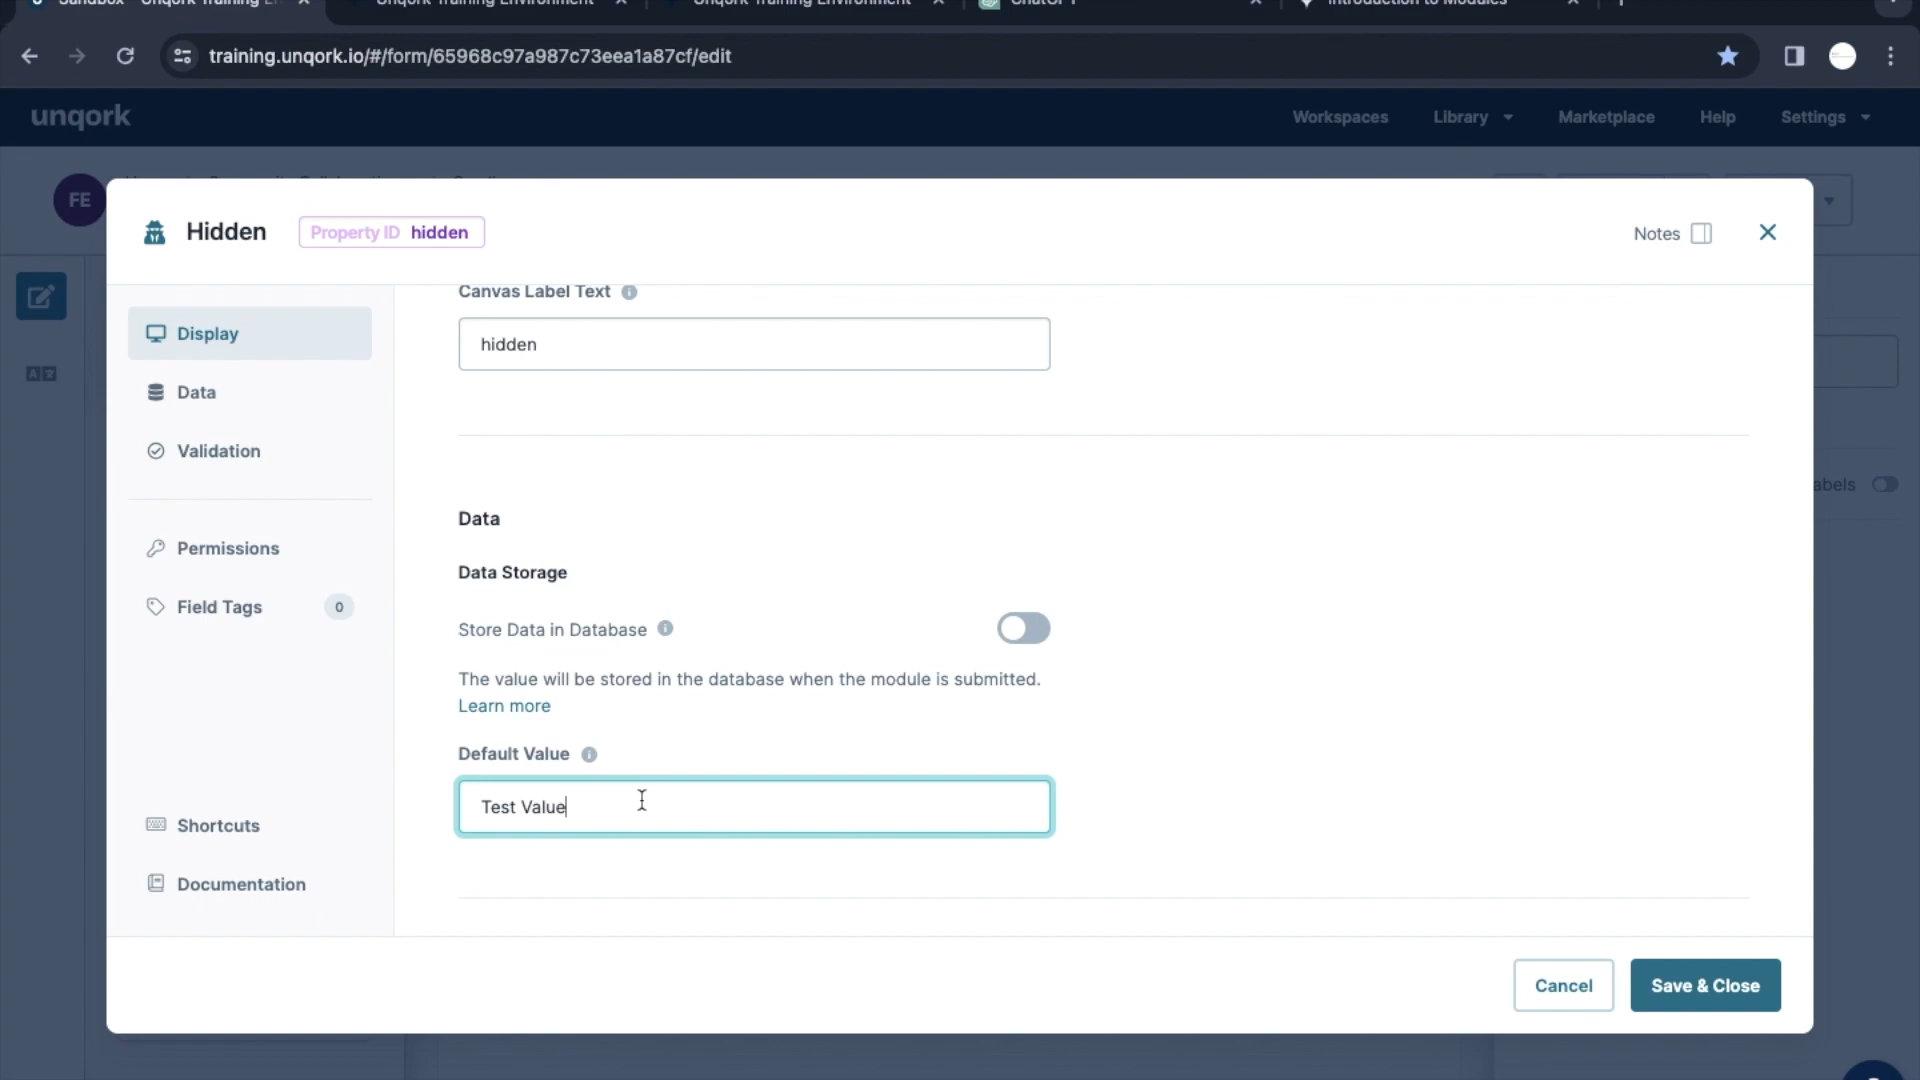 Sandbox - Unqork Training E
Unqork Training Environment
Unqork Training Environment
ChatGPT
Introduction to Modules
training.unqork.io/#/form/65968c97a987c73eea1a87cf/edit
unqork
Workspaces
Library
Marketplace
Help
Settings
FE
Hidden
Property ID hidden
Notes
Canvas Label Text
hidden
Display
Data
Validation
Permissions
Field Tags
0
Shortcuts
Documentation
Data
Data Storage
Store Data in Database
The value will be stored in the database when the module is submitted.
Learn more
Default Value
Test Value
abels
Cancel
Save & Close